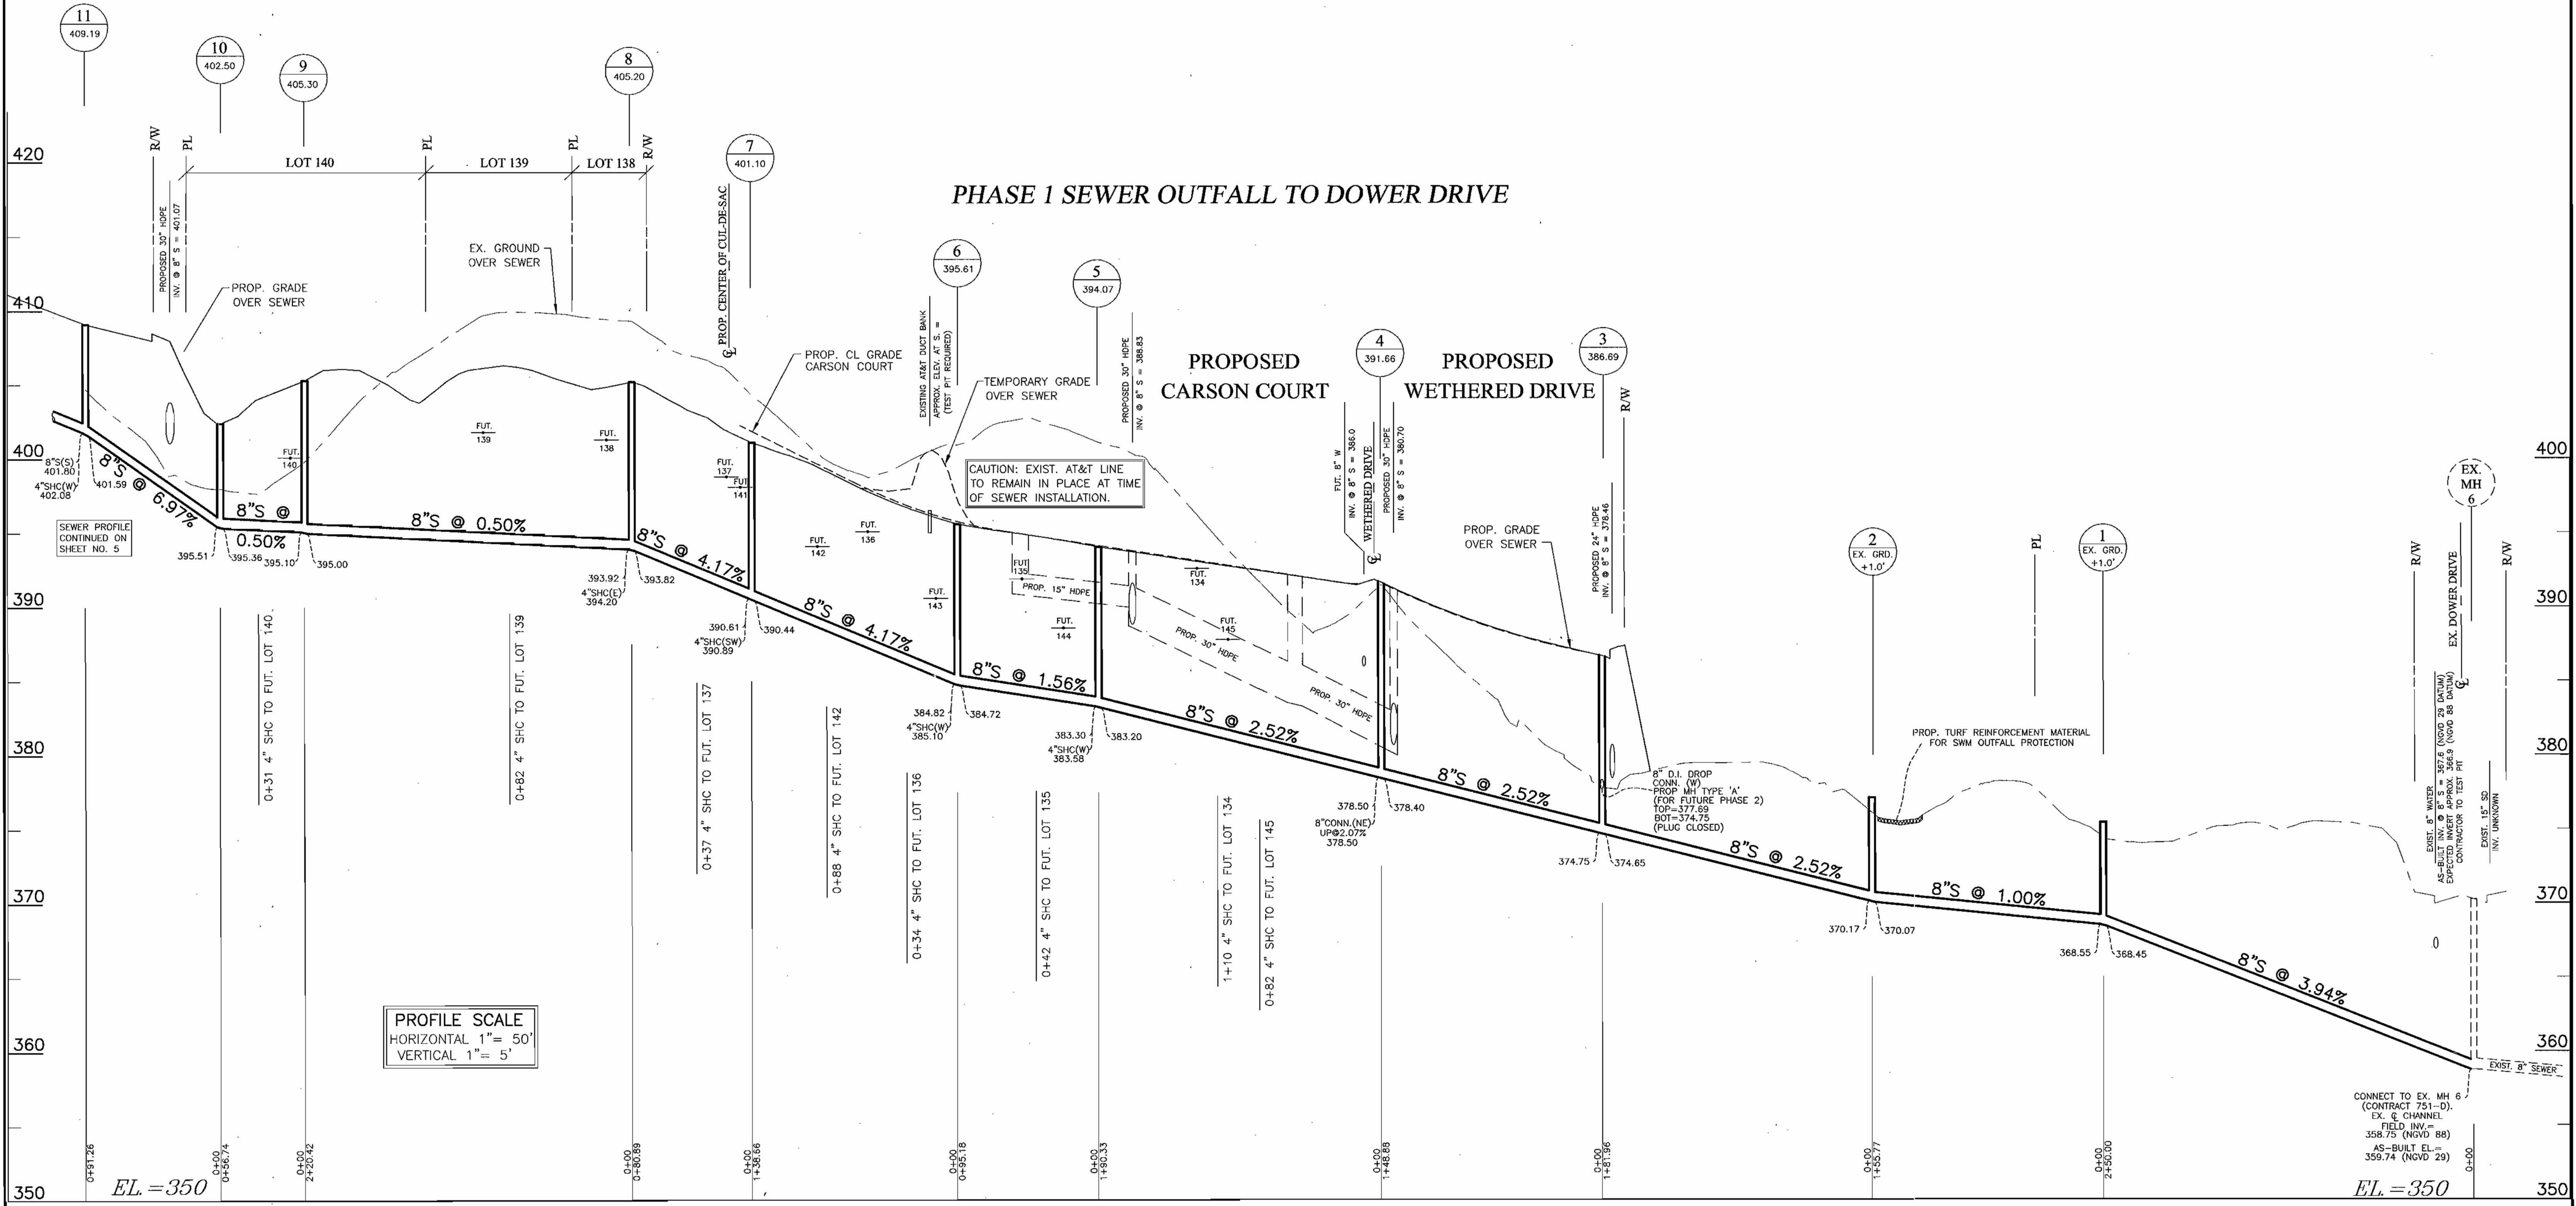 PHASE 1 SEWER OUTFALL TO DOWER DRIVE
11
409.19
10
402.50
9
405.30
8
405.20
7
401.10
6
395.61
5
394.07
4
391.66
3
386.69
2
EX. GRD.
+1.0'
1
EX. GRD.
+1.0'
EX.
MH
6
420
410
400
390
380
370
360
350
400
390
380
370
360
350
R/W
PL
PL
PL
R/W
LOT 140
LOT 139
LOT 138
PROPOSED 30" HDPE
INV. @ 8" S = 401.07
PROP. GRADE
OVER SEWER
EX. GROUND
OVER SEWER
℄ PROP. CENTER OF CUL-DE-SAC
PROP. CL GRADE
CARSON COURT
EXISTING AT&T DUCT BANK
APPROX. ELEV. AT S. =
(TEST PIT REQUIRED)
TEMPORARY GRADE
OVER SEWER
PROPOSED 30" HDPE
INV. @ 8" S = 388.83
CAUTION: EXIST. AT&T LINE
TO REMAIN IN PLACE AT TIME
OF SEWER INSTALLATION.
PROPOSED
CARSON COURT
PROPOSED
WETHERED DRIVE
FUT. 8" W
INV. @ 8" S = 386.0
℄ WETHERED DRIVE
PROPOSED 30" HDPE
INV. @ 8" S = 380.70
PROP. GRADE
OVER SEWER
PROPOSED 24" HDPE
INV. @ 8" S = 378.46
R/W
PL
R/W
℄ EX. DOWER DRIVE
R/W
FUT.
140
FUT.
139
FUT.
138
FUT.
137
FUT
141
FUT.
142
FUT.
136
FUT.
143
FUT
135
FUT.
144
FUT.
134
FUT.
145
PROP. 15" HDPE
PROP. 30" HDPE
PROP. 30" HDPE
8"S @ 6.97%
8"S @
0.50%
8"S @ 0.50%
8"S @ 4.17%
8"S @ 4.17%
8"S @ 1.56%
8"S @ 2.52%
8"S @ 2.52%
8"S @ 2.52%
8"S @ 1.00%
8"S @ 3.94%
8"S(S)
401.80
4"SHC(W)
402.08
401.59
SEWER PROFILE
CONTINUED ON
SHEET NO. 5
395.51
395.36
395.10
395.00
393.92
4"SHC(E)
394.20
393.82
390.61
4"SHC(SW)
390.89
390.44
384.82
4"SHC(W)
385.10
384.72
383.30
4"SHC(W)
383.58
383.20
378.50
8"CONN.(NE)
UP@2.07%
378.50
378.40
374.75
374.65
8" D.I. DROP
CONN. (W)
PROP MH TYPE 'A'
(FOR FUTURE PHASE 2)
TOP=377.69
BOT=374.75
(PLUG CLOSED)
PROP. TURF REINFORCEMENT MATERIAL
FOR SWM OUTFALL PROTECTION
370.17
370.07
368.55
368.45
EXIST. 8" WATER
AS-BUILT INV. @ 8" S = 367.6 (NGVD 29 DATUM)
EXPECTED INVERT APPROX. 366.9 (NGVD 88 DATUM)
CONTRACTOR TO TEST PIT
EXIST. 15" SD
INV. UNKNOWN
EXIST. 8" SEWER
CONNECT TO EX. MH 6
(CONTRACT 751-D).
EX. ℄ CHANNEL
FIELD INV.=
358.75 (NGVD 88)
AS-BUILT EL.=
359.74 (NGVD 29)
0+31 4" SHC TO FUT. LOT 140
0+82 4" SHC TO FUT. LOT 139
0+37 4" SHC TO FUT. LOT 137
0+88 4" SHC TO FUT. LOT 142
0+34 4" SHC TO FUT. LOT 136
0+42 4" SHC TO FUT. LOT 135
1+10 4" SHC TO FUT. LOT 134
0+82 4" SHC TO FUT. LOT 145
PROFILE SCALE
HORIZONTAL 1"= 50'
VERTICAL 1"= 5'
0+91.26
0+00
0+56.74
0+00
2+20.42
0+00
0+80.89
0+00
1+38.66
0+00
0+95.18
0+00
1+90.33
0+00
1+48.88
0+00
1+81.96
0+00
1+55.77
0+00
2+50.00
0+00
EL. =350
EL. =350